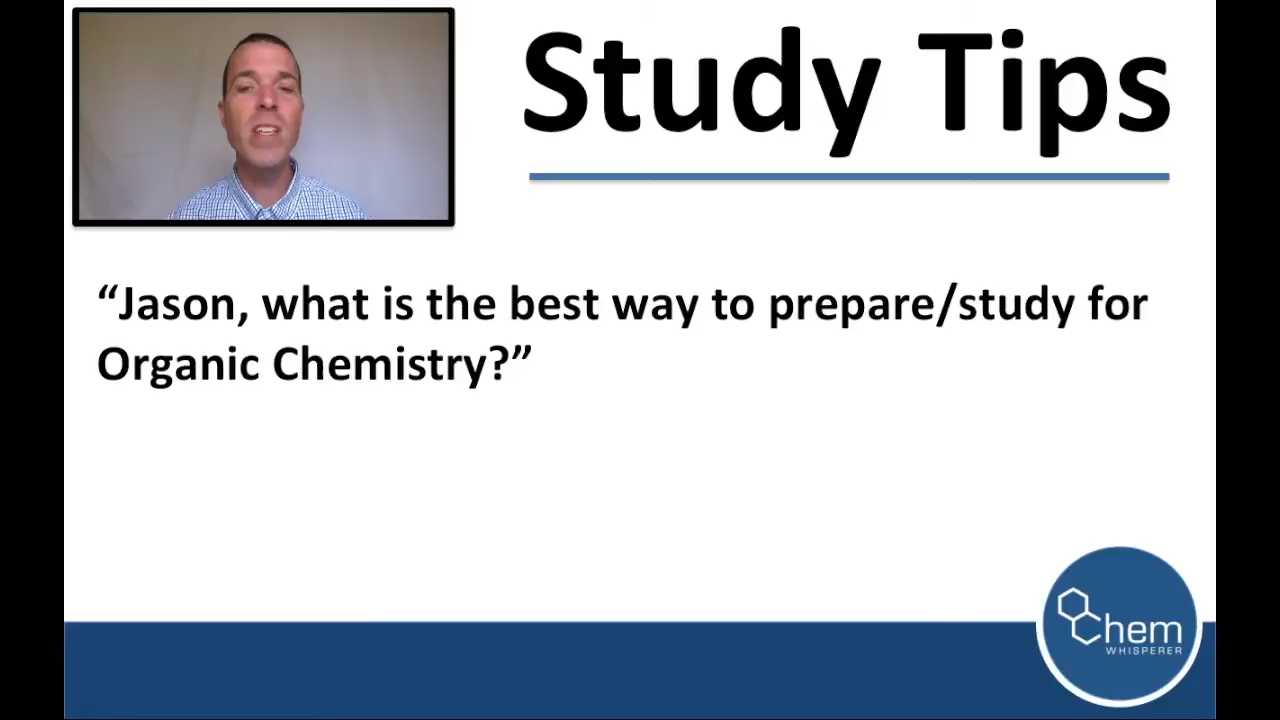 Study Tips
“Jason, what is the best way to prepare/study for
Organic Chemistry?”
Chem
WHISPERER